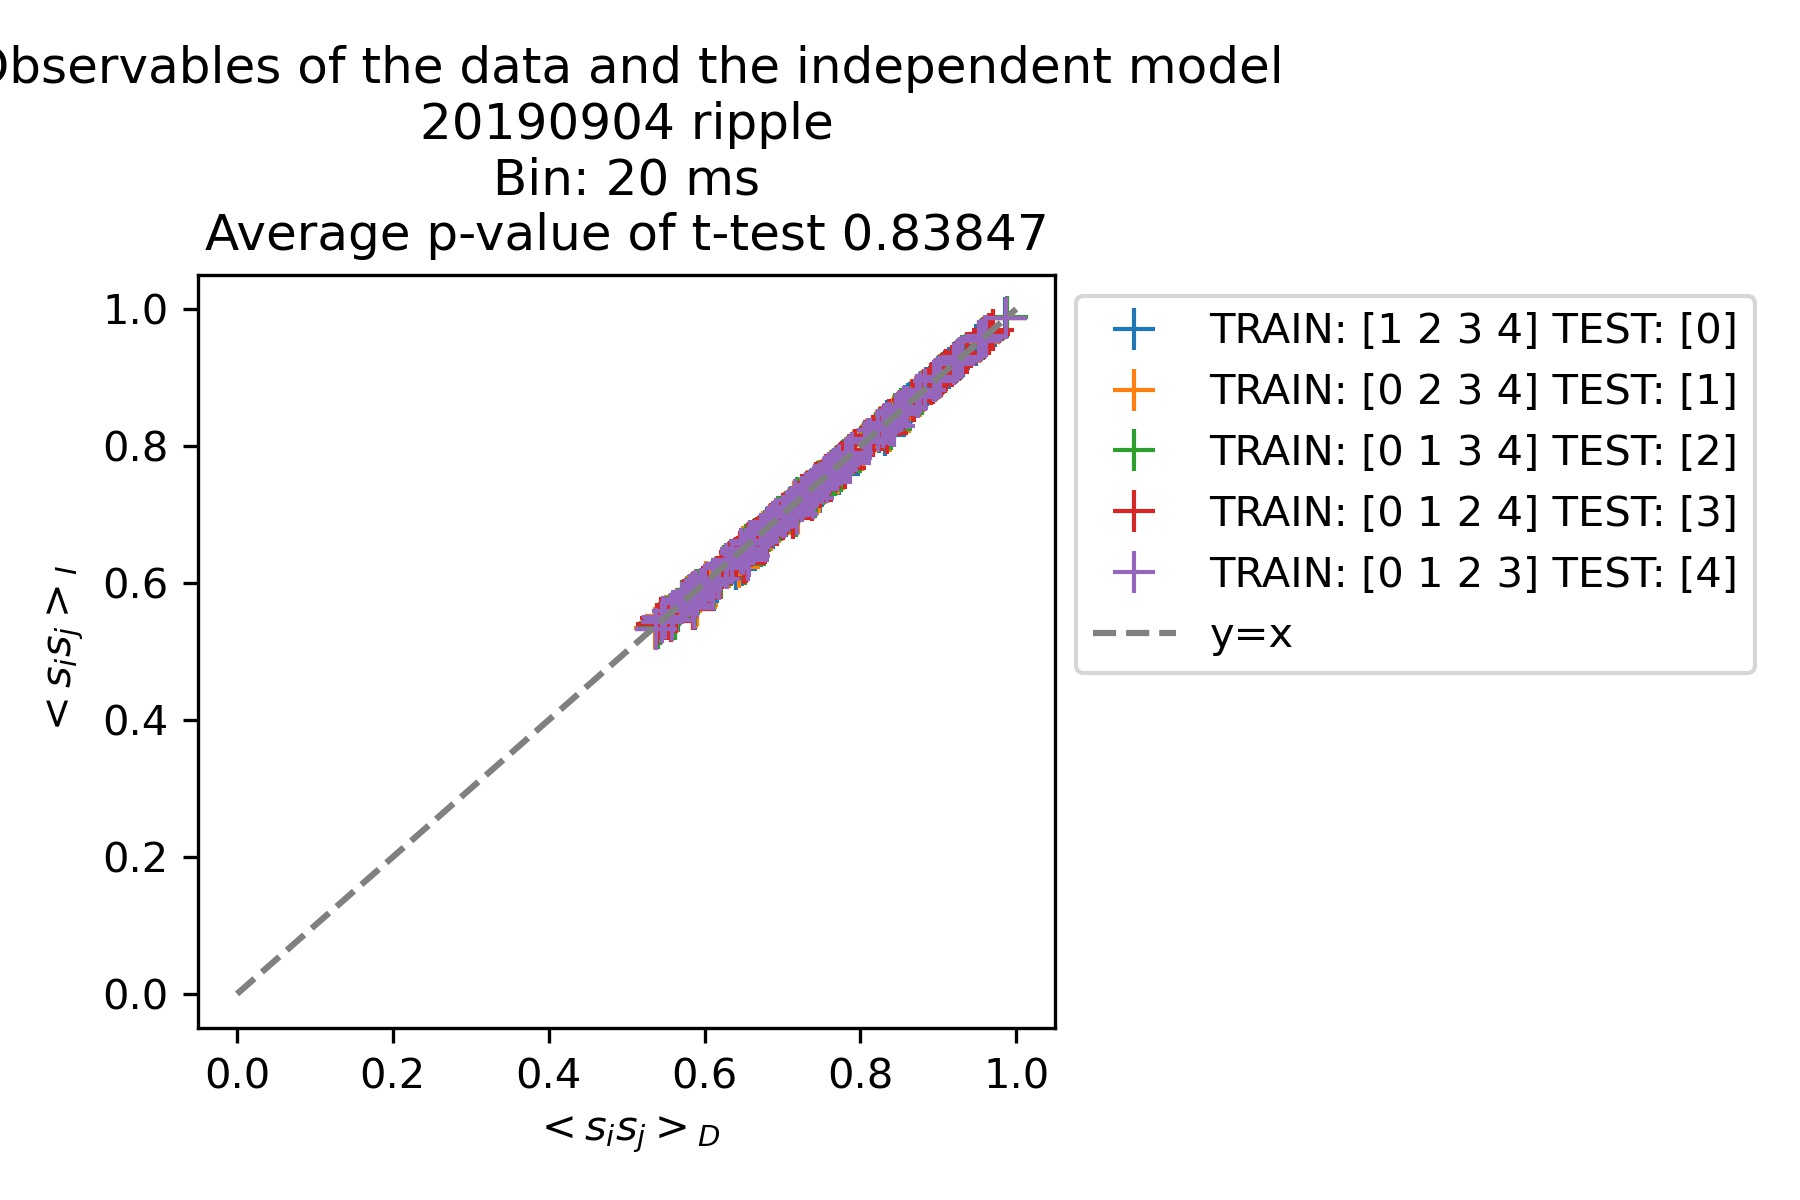 Observables of the data and the independent model
20190904 ripple
Bin: 20 ms
Average p-value of t-test 0.83847
1.0
0.8
0.6
0.4
0.2
0.0
< s_i s_j >_I
0.0 0.2 0.4 0.6 0.8 1.0
< s_i s_j >_D
TRAIN: [1 2 3 4] TEST: [0]
TRAIN: [0 2 3 4] TEST: [1]
TRAIN: [0 1 3 4] TEST: [2]
TRAIN: [0 1 2 4] TEST: [3]
TRAIN: [0 1 2 3] TEST: [4]
y=x